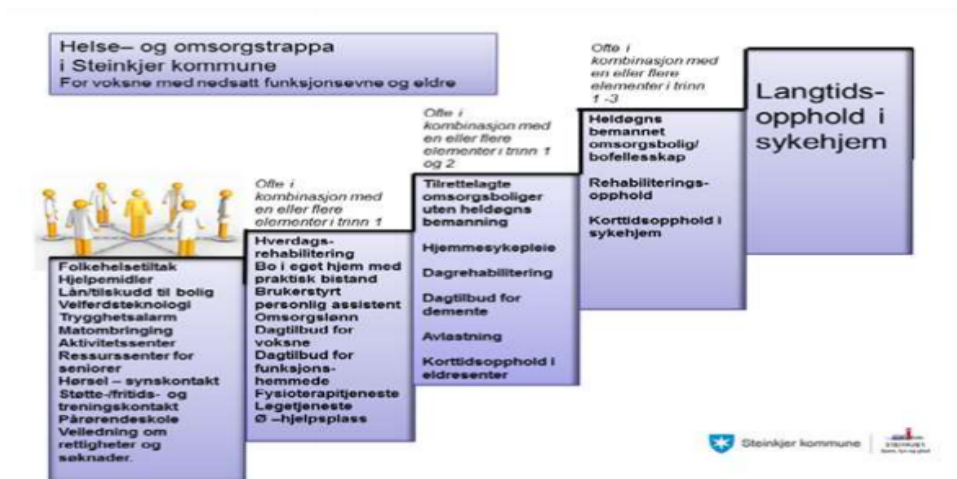 Helse– og omsorgstrappa
i Steinkjer kommune
For voksne med nedsatt funksjonsevne og eldre
Folkehelsetiltak
Hjelpemidler
Lån/tilskudd til bolig
Velferdsteknologi
Trygghetsalarm
Matombringing
Aktivitetssenter
Ressurssenter for
seniorer
Hørsel – synskontakt
Støtte-/fritids- og
treningskontakt
Pårørendeskole
Veiledning om
rettigheter og
søknader.
Ofte i
kombinasjon med
en eller flere
elementer i trinn 1
Hverdags-
rehabilitering
Bo i eget hjem med
praktisk bistand
Brukerstyrt
personlig assistent
Omsorgslønn
Dagtilbud for
voksne
Dagtilbud for
funksjons-
hemmede
Fysioterapitjeneste
Legetjeneste
Ø –hjelpsplass
Ofte i
kombinasjon med
en eller flere
elementer i trinn 1
og 2
Tilrettelagte
omsorgsboliger
uten heldøgns
bemanning
Hjemmesykepleie
Dagrehabilitering
Dagtilbud for
demente
Avlastning
Korttidsopphold i
eldresenter
Ofte i
kombinasjon med
en eller flere
elementer i trinn
1 -3
Heldøgns
bemannet
omsorgsbolig/
bofellesskap
Rehabiliterings-
opphold
Korttidsopphold i
sykehjem
Langtids-
opphold i
sykehjem
Steinkjer kommune